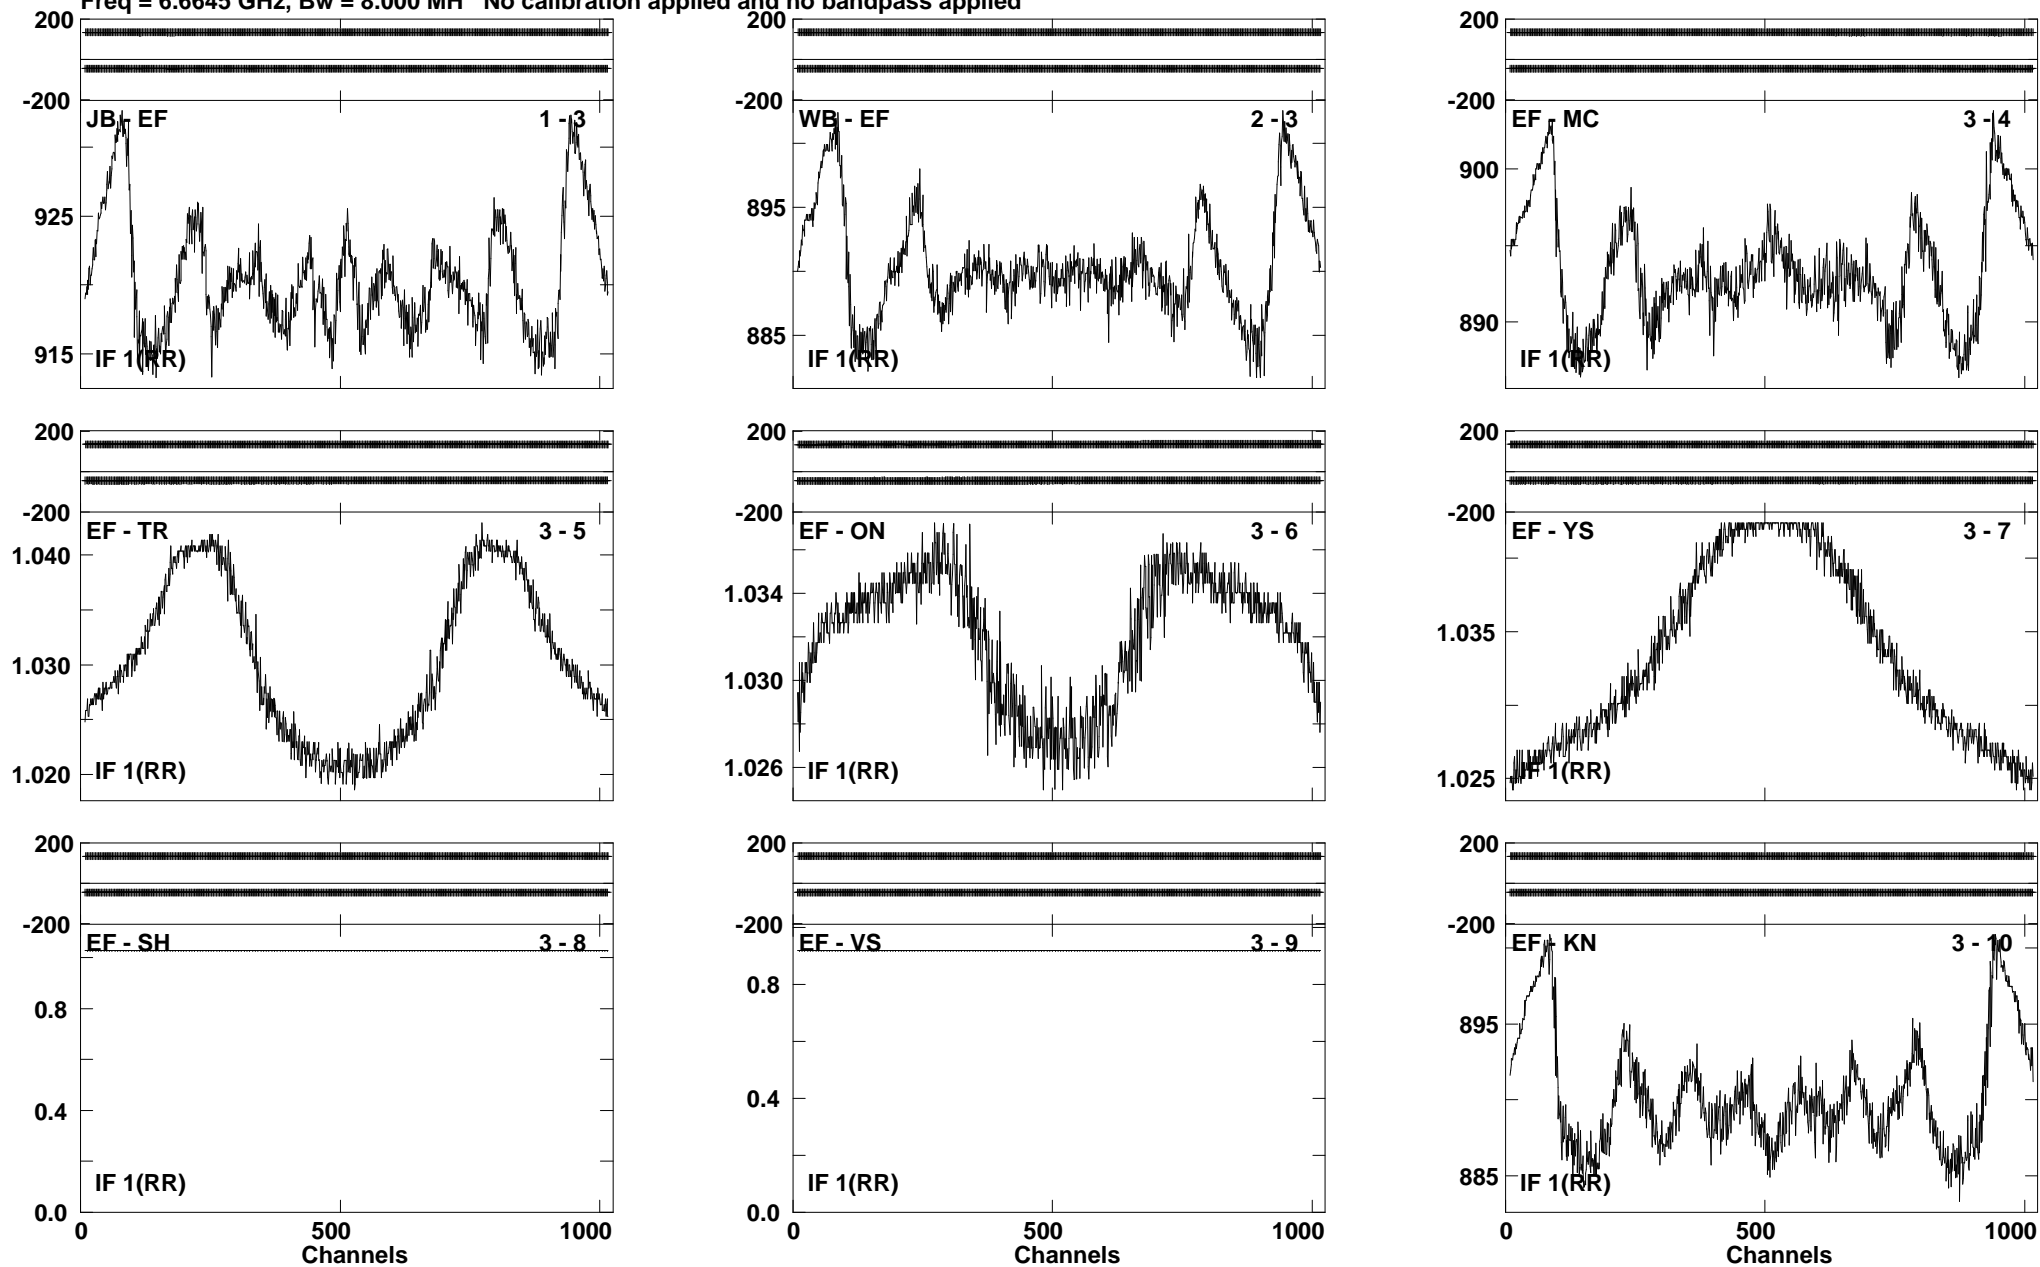 Freq = 6.6645 GHz, Bw = 8.000 MH No calibration applied and no bandpass applied
200 200 200
-200 -200 -200
JB - EF 1 - 3 WB - EF 2 - 3 EF - MC 3 - 4
925 895 900
915 885 890
IF 1(RR) IF 1(RR) IF 1(RR)
200 200 200
-200 -200 -200
EF - TR 3 - 5 EF - ON 3 - 6 EF - YS 3 - 7
1.040 1.034 1.035
1.030 1.030
1.020 1.026 1.025
IF 1(RR) IF 1(RR) IF 1(RR)
200 200 200
-200 -200 -200
EF - SH 3 - 8 EF - VS 3 - 9 EF - KN 3 - 10
0.8 0.8 895
0.4 0.4
IF 1(RR) IF 1(RR) 885 IF 1(RR)
0.0 0.0
0 500 1000 0 500 1000 0 500 1000
Channels Channels Channels